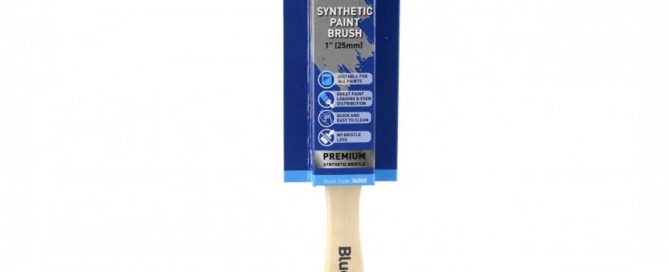 SYNTHETIC
PAINT
BRUSH
1" (25mm)
SUITABLE FOR
ALL PAINTS
GREAT PAINT
LOADING & EVEN
DISTRIBUTION
QUICK AND
EASY TO CLEAN
NO BRISTLE
LOSS
PREMIUM
SYNTHETIC BRISTLE
Stock Code: 36000
Blu